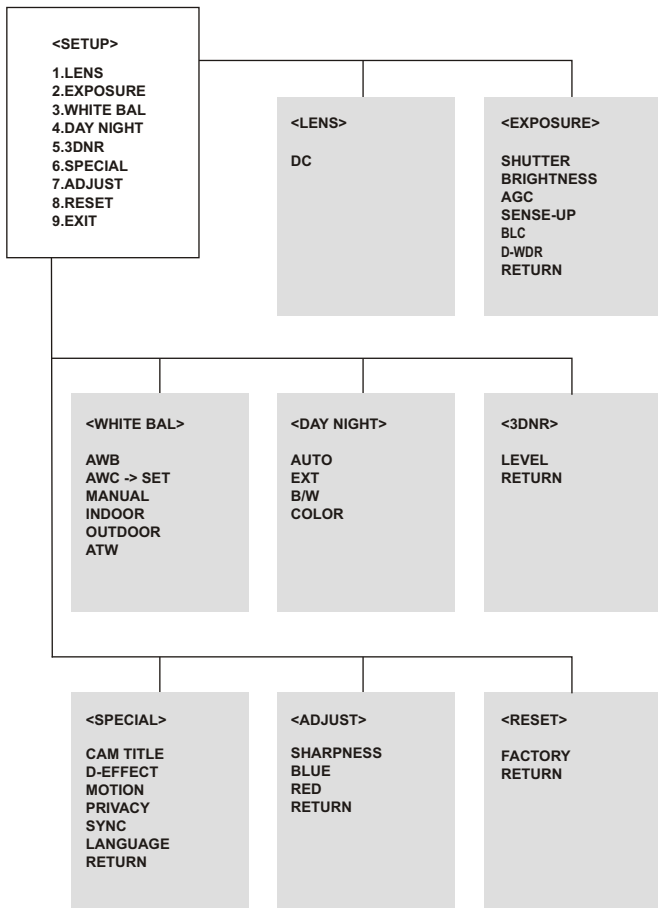 <SETUP>
1.LENS
2.EXPOSURE
3.WHITE BAL
4.DAY NIGHT
5.3DNR
6.SPECIAL
7.ADJUST
8.RESET
9.EXIT
<LENS>
DC
<EXPOSURE>
SHUTTER
BRIGHTNESS
AGC
SENSE-UP
BLC
D-WDR
RETURN
<WHITE BAL>
AWB
AWC -> SET
MANUAL
INDOOR
OUTDOOR
ATW
<DAY NIGHT>
AUTO
EXT
B/W
COLOR
<3DNR>
LEVEL
RETURN
<SPECIAL>
CAM TITLE
D-EFFECT
MOTION
PRIVACY
SYNC
LANGUAGE
RETURN
<ADJUST>
SHARPNESS
BLUE
RED
RETURN
<RESET>
FACTORY
RETURN